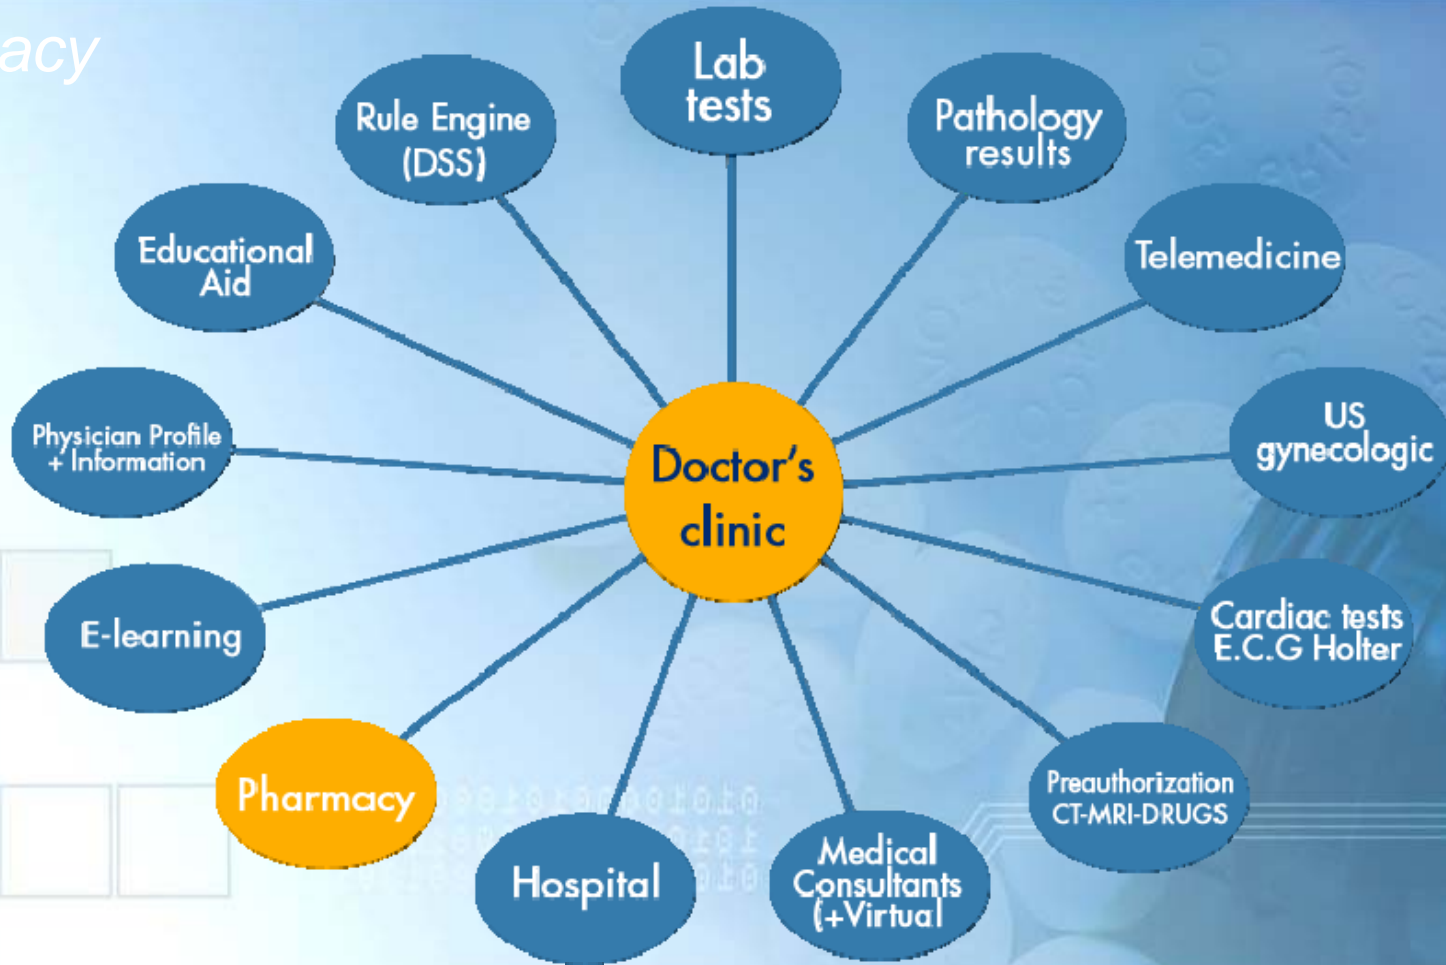 acy
Lab
tests
Rule Engine
(DSS)
Pathology
results
Educational
Aid
Telemedicine
Physician Profile
+ Information
US
gynecologic
Doctor's
clinic
E-learning
Cardiac tests
E.C.G Holter
Pharmacy
Preauthorization
CT-MRI-DRUGS
Hospital
Medical
Consultants
(+Virtual